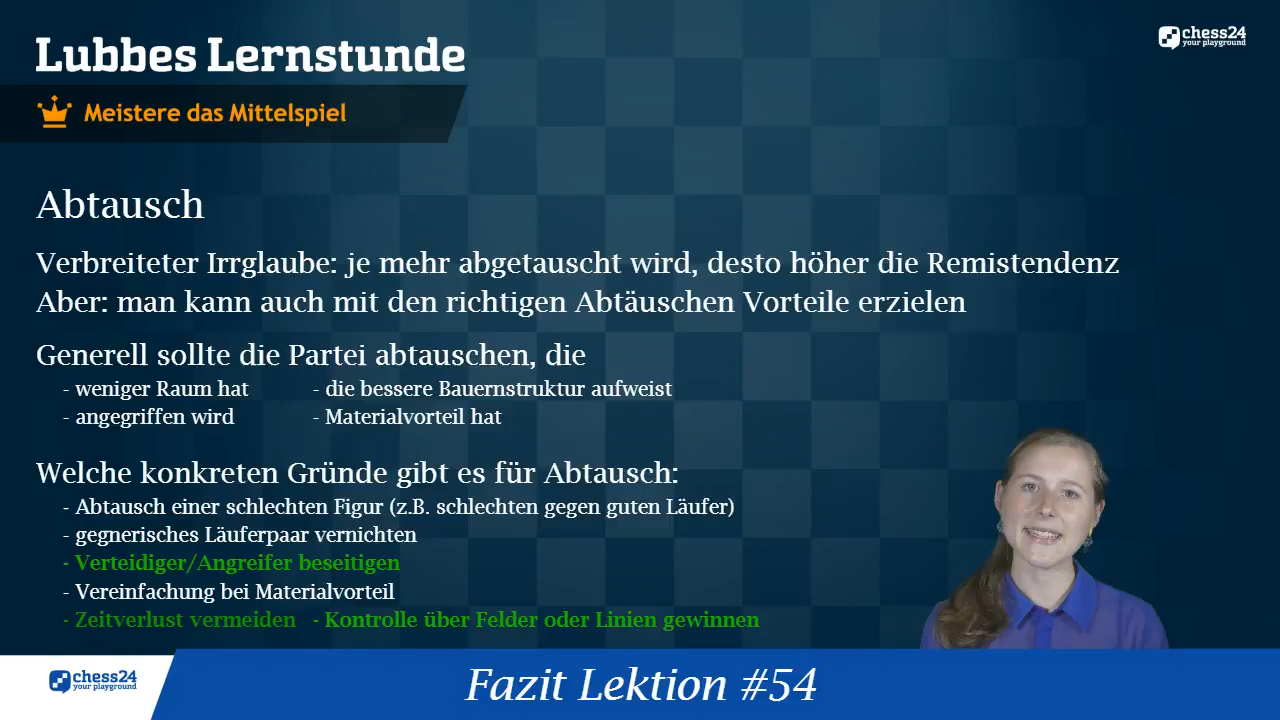 Lubbes Lernstunde
chess24
your playground
Meistere das Mittelspiel
Abtausch
Verbreiteter Irrglaube: je mehr abgetauscht wird, desto höher die Remistendenz
Aber: man kann auch mit den richtigen Abtäuschen Vorteile erzielen
Generell sollte die Partei abtauschen, die
- weniger Raum hat - die bessere Bauernstruktur aufweist
- angegriffen wird - Materialvorteil hat
Welche konkreten Gründe gibt es für Abtausch:
- Abtausch einer schlechten Figur (z.B. schlechten gegen guten Läufer)
- gegnerisches Läuferpaar vernichten
- Verteidiger/Angreifer beseitigen
- Vereinfachung bei Materialvorteil
- Zeitverlust vermeiden - Kontrolle über Felder oder Linien gewinnen
chess24
your playground
Fazit Lektion #54